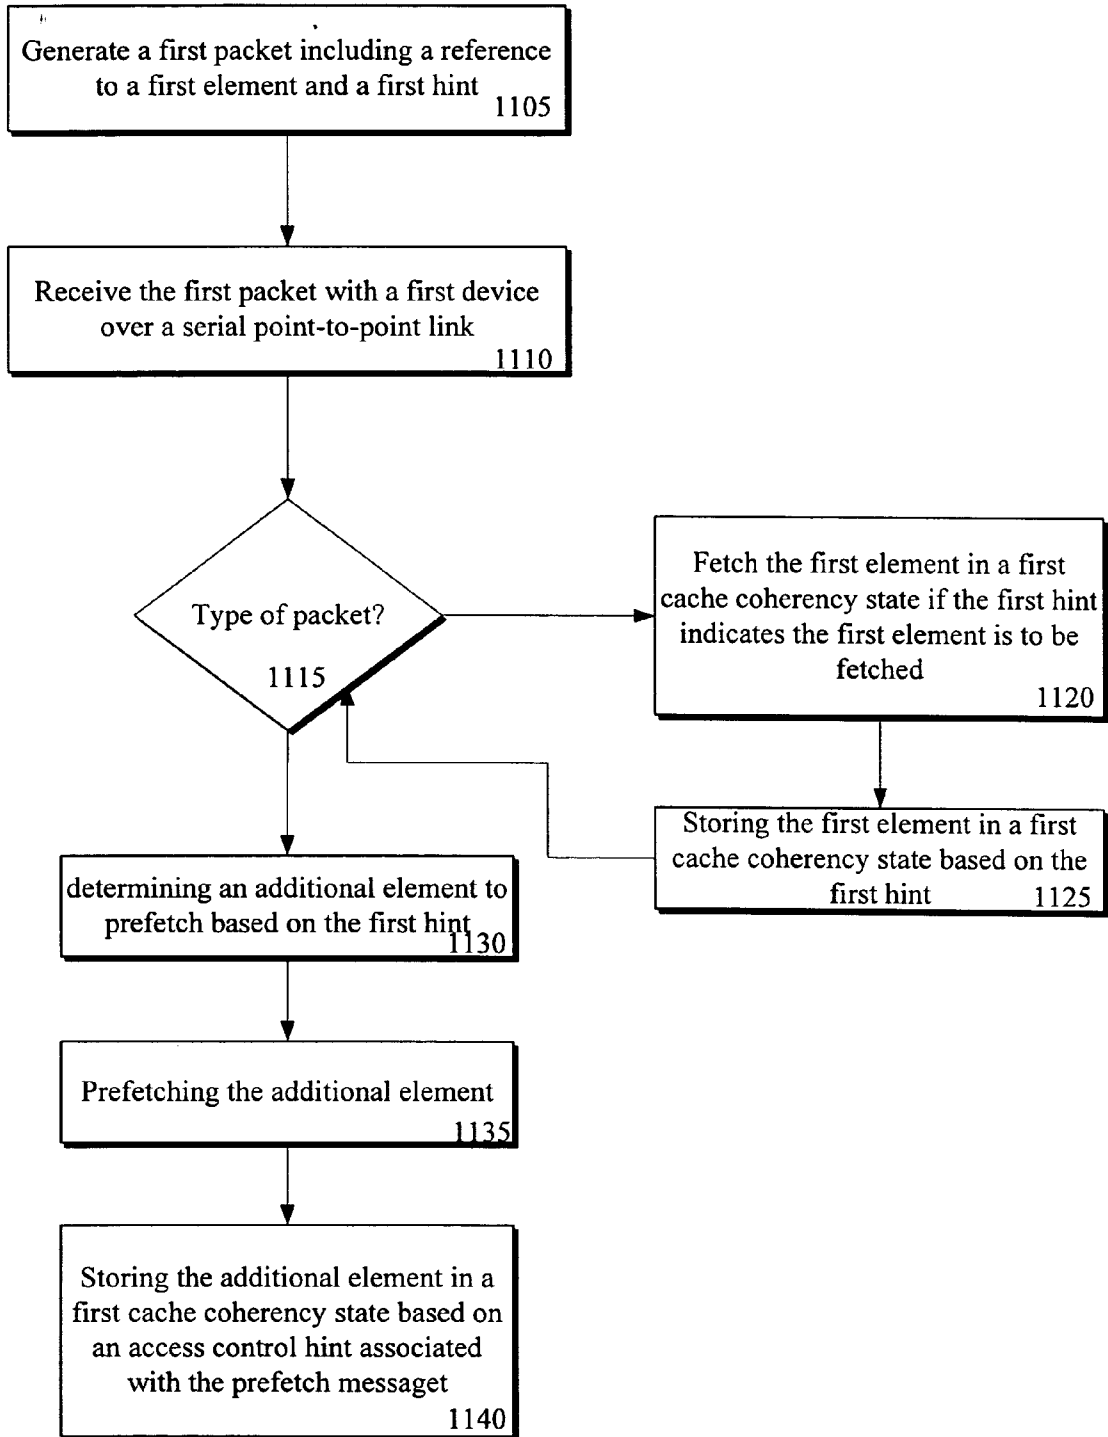 Generate a first packet including a reference
to a first element and a first hint
1105
Receive the first packet with a first device
over a serial point-to-point link
1110
Type of packet?
1115
Fetch the first element in a first
cache coherency state if the first hint
indicates the first element is to be
fetched
1120
Storing the first element in a first
cache coherency state based on the
first hint
1125
determining an additional element to
prefetch based on the first hint
1130
Prefetching the additional element
1135
Storing the additional element in a
first cache coherency state based on
an access control hint associated
with the prefetch messaget
1140